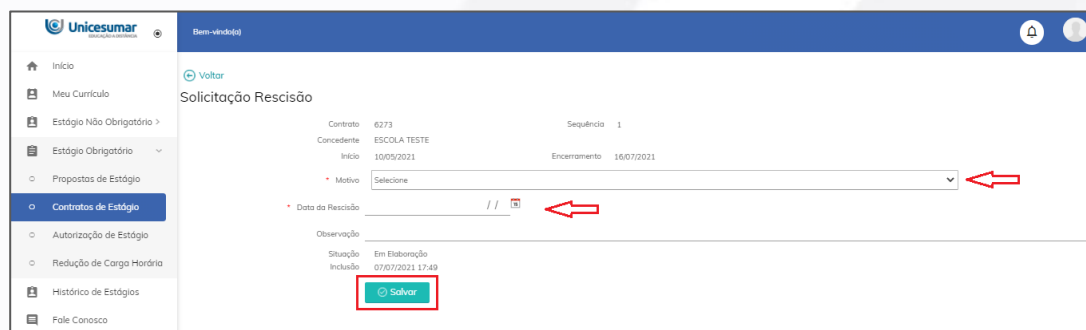 Unicesumar
EDUCAÇÃO A DISTÂNCIA
Bem-vindo(a)
Início
Meu Currículo
Estágio Não Obrigatório >
Estágio Obrigatório
Propostas de Estágio
Contratos de Estágio
Autorização de Estágio
Redução de Carga Horária
Histórico de Estágios
Fale Conosco
Voltar
Solicitação Rescisão
Contrato 6273 Sequência 1
Concedente ESCOLA TESTE
Início 10/05/2021 Encerramento 16/07/2021
* Motivo Selecione
* Data da Rescisão / /
Observação
Situação Em Elaboração
Inclusão 07/07/2021 17:49
Salvar